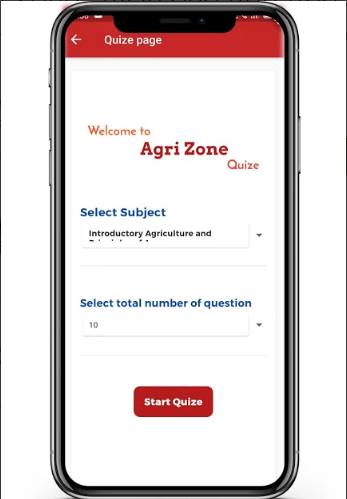 Quize page
Welcome to
Agri Zone
Quize
Select Subject
Introductory Agriculture and
Select total number of question
10
Start Quize